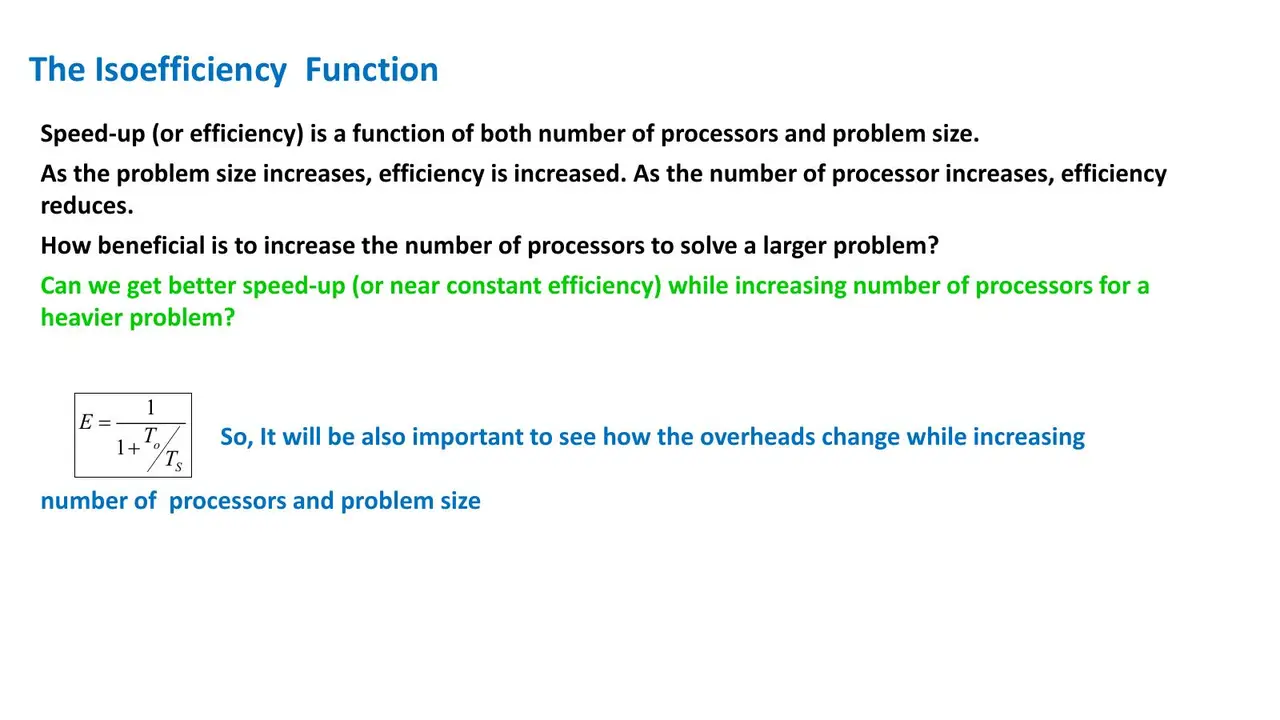 The Isoefficiency  Function
Speed-up (or efficiency) is a function of both number of processors and problem size.
As the problem size increases, efficiency is increased. As the number of processor increases, efficiency
reduces.
How beneficial is to increase the number of processors to solve a larger problem?
Can we get better speed-up (or near constant efficiency) while increasing number of processors for a
heavier problem?
E = 1 / (1 + To/TS)
So, It will be also important to see how the overheads change while increasing
number of  processors and problem size